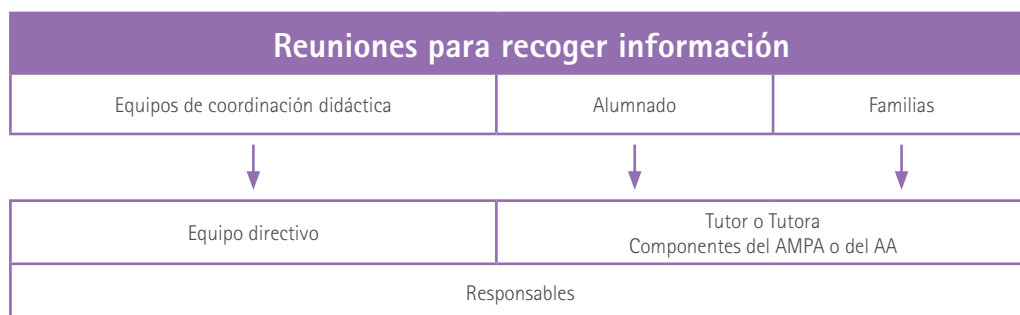 Reuniones para recoger información
Equipos de coordinación didáctica
Alumnado
Familias
Equipo directivo
Tutor o Tutora
Componentes del AMPA o del AA
Responsables